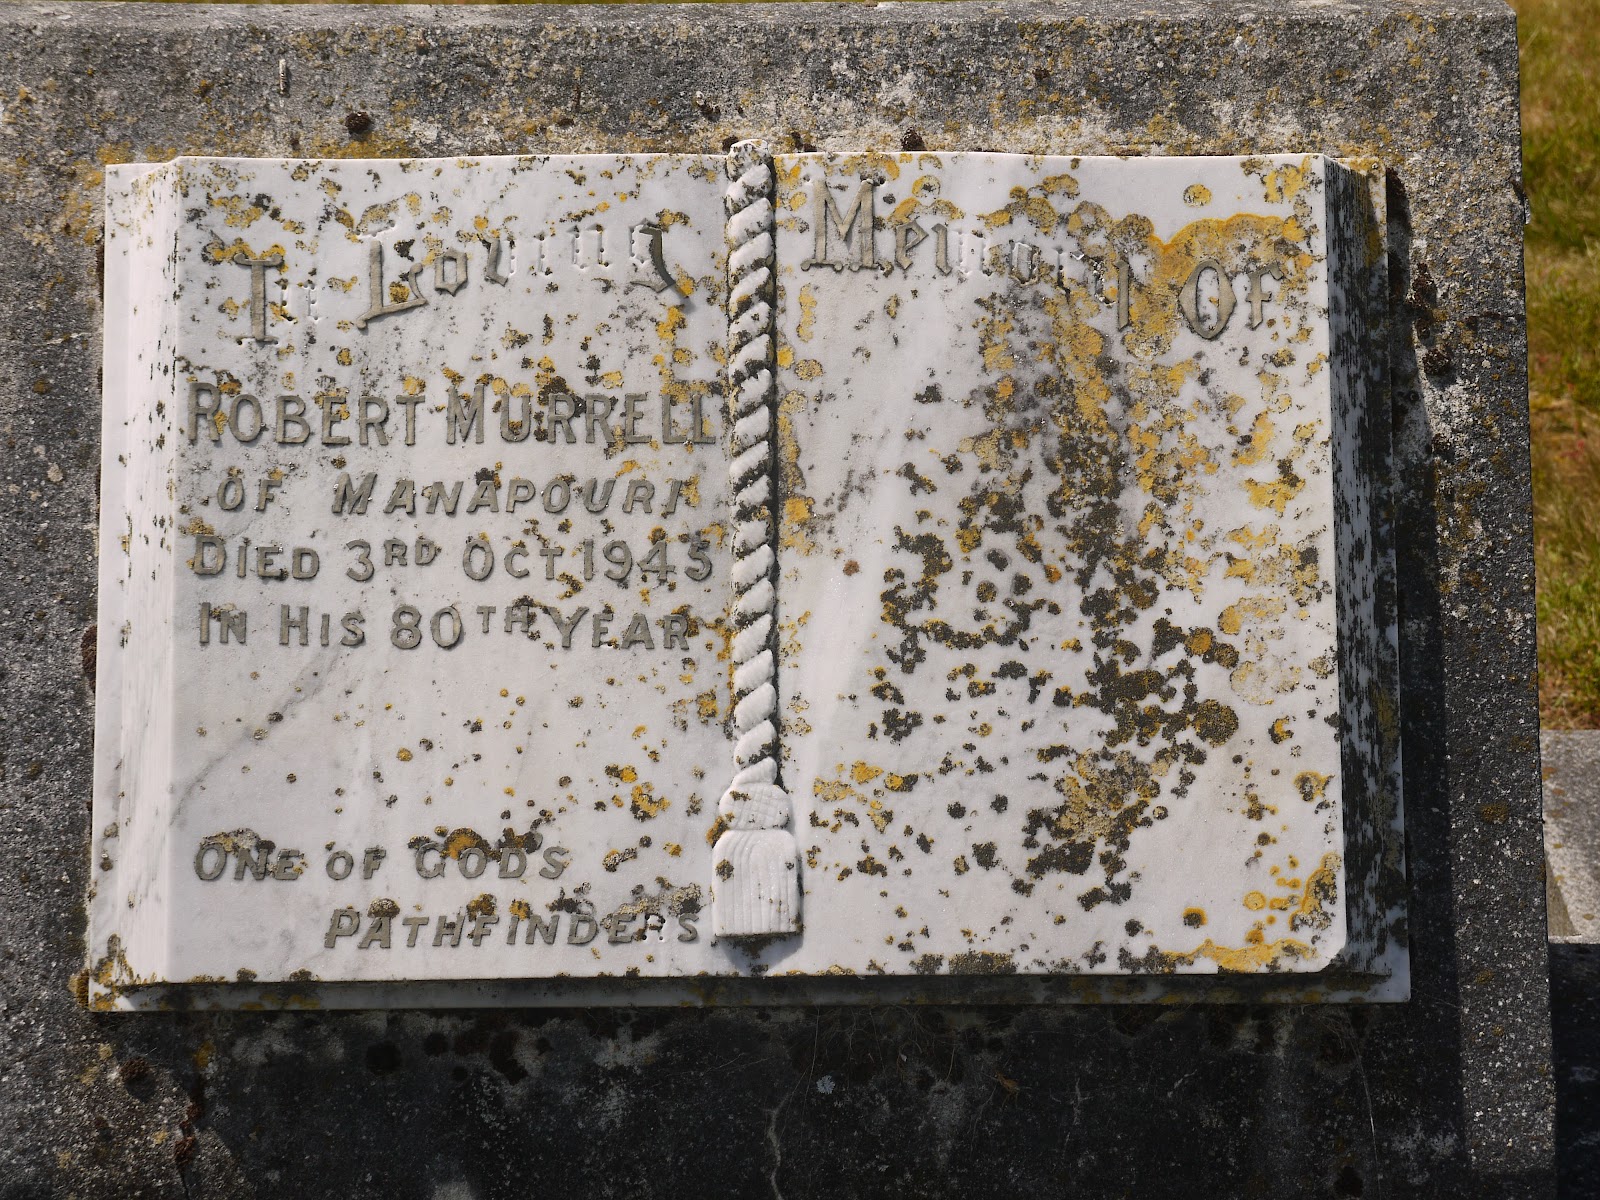 In Loving Memory Of
ROBERT MURRELL
OF MANAPOURI
DIED 3RD OCT 1945
IN HIS 80TH YEAR
ONE OF GODS
PATHFINDERS